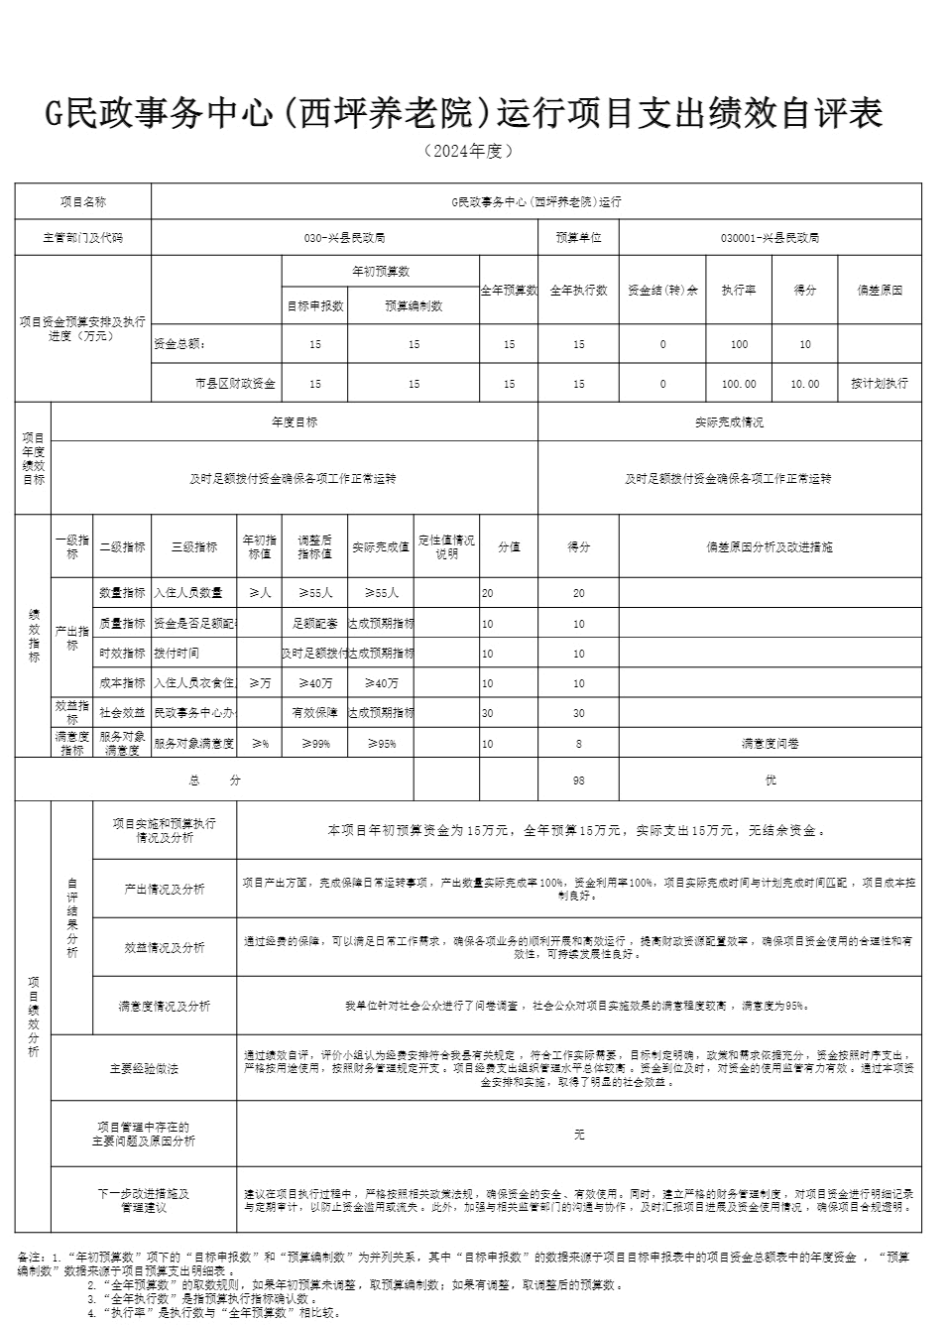 G民政事务中心(西坪养老院)运行项目支出绩效自评表
（2024年度）
项目名称
G民政事务中心(西坪养老院)运行
主管部门及代码
030-兴县民政局
预算单位
030001-兴县民政局
项目资金预算安排及执行
进度（万元）
年初预算数
目标申报数
预算编制数
全年预算数
全年执行数
资金结(转)余
执行率
得分
偏差原因
资金总额：
15
15
15
15
0
100
10
市县区财政资金
15
15
15
15
0
100.00
10.00
按计划执行
项目
年度
绩效
目标
年度目标
实际完成情况
及时足额拨付资金确保各项工作正常运转
及时足额拨付资金确保各项工作正常运转
绩
效
指
标
一级指
标
二级指标
三级指标
年初指
标值
调整后
指标值
实际完成值
定性值情况
说明
分值
得分
偏差原因分析及改进措施
产出指
标
数量指标
入住人员数量
≥人
≥55人
≥55人
20
20
质量指标
资金是否足额配
足额配套
达成预期指标
10
10
时效指标
拨付时间
及时足额拨付
达成预期指标
10
10
成本指标
入住人员衣食住
≥万
≥40万
≥40万
10
10
效益指
标
社会效益
民政事务中心办
有效保障
达成预期指标
30
30
满意度
指标
服务对象
满意度
服务对象满意度
≥%
≥99%
≥95%
10
8
满意度问卷
总 分
98
优
项
目
绩
效
分
析
自
评
结
果
分
析
项目实施和预算执行
情况及分析
本项目年初预算资金为15万元，全年预算15万元，实际支出15万元，无结余资金。
产出情况及分析
项目产出方面，完成保障日常运转事项，产出数量实际完成率100%，资金利用率100%，项目实际完成时间与计划完成时间匹配，项目成本控
制良好。
效益情况及分析
通过经费的保障，可以满足日常工作需求，确保各项业务的顺利开展和高效运行，提高财政资源配置效率，确保项目资金使用的合理性和有
效性，可持续发展性良好。
满意度情况及分析
我单位针对社会公众进行了问卷调查，社会公众对项目实施效果的满意程度较高，满意度为95%。
主要经验做法
通过绩效自评，评价小组认为经费安排符合我县有关规定，符合工作实际需要，目标制定明确，政策和需求依据充分，资金按照时序支出，
严格按用途使用，按照财务管理规定开支。项目经费支出组织管理水平总体较高。资金到位及时，对资金的使用监管有力有效。通过本项资
金安排和实施，取得了明显的社会效益。
项目管理中存在的
主要问题及原因分析
无
下一步改进措施及
管理建议
建议在项目执行过程中，严格按照相关政策法规，确保资金的安全、有效使用。同时，建立严格的财务管理制度，对项目资金进行明细记录
与定期审计，以防止资金滥用或流失。此外，加强与相关监管部门的沟通与协作，及时汇报项目进展及资金使用情况，确保项目合规透明。
备注：1.“年初预算数”项下的“目标申报数”和“预算编制数”为并列关系，其中“目标申报数”的数据来源于项目目标申报表中的项目资金总额表中的年度资金，“预算
编制数”数据来源于项目预算支出明细表。
2.“全年预算数”的取数规则，如果年初预算未调整，取预算编制数；如果有调整，取调整后的预算数。
3.“全年执行数”是指预算执行指标确认数。
4.“执行率”是执行数与“全年预算数”相比较。